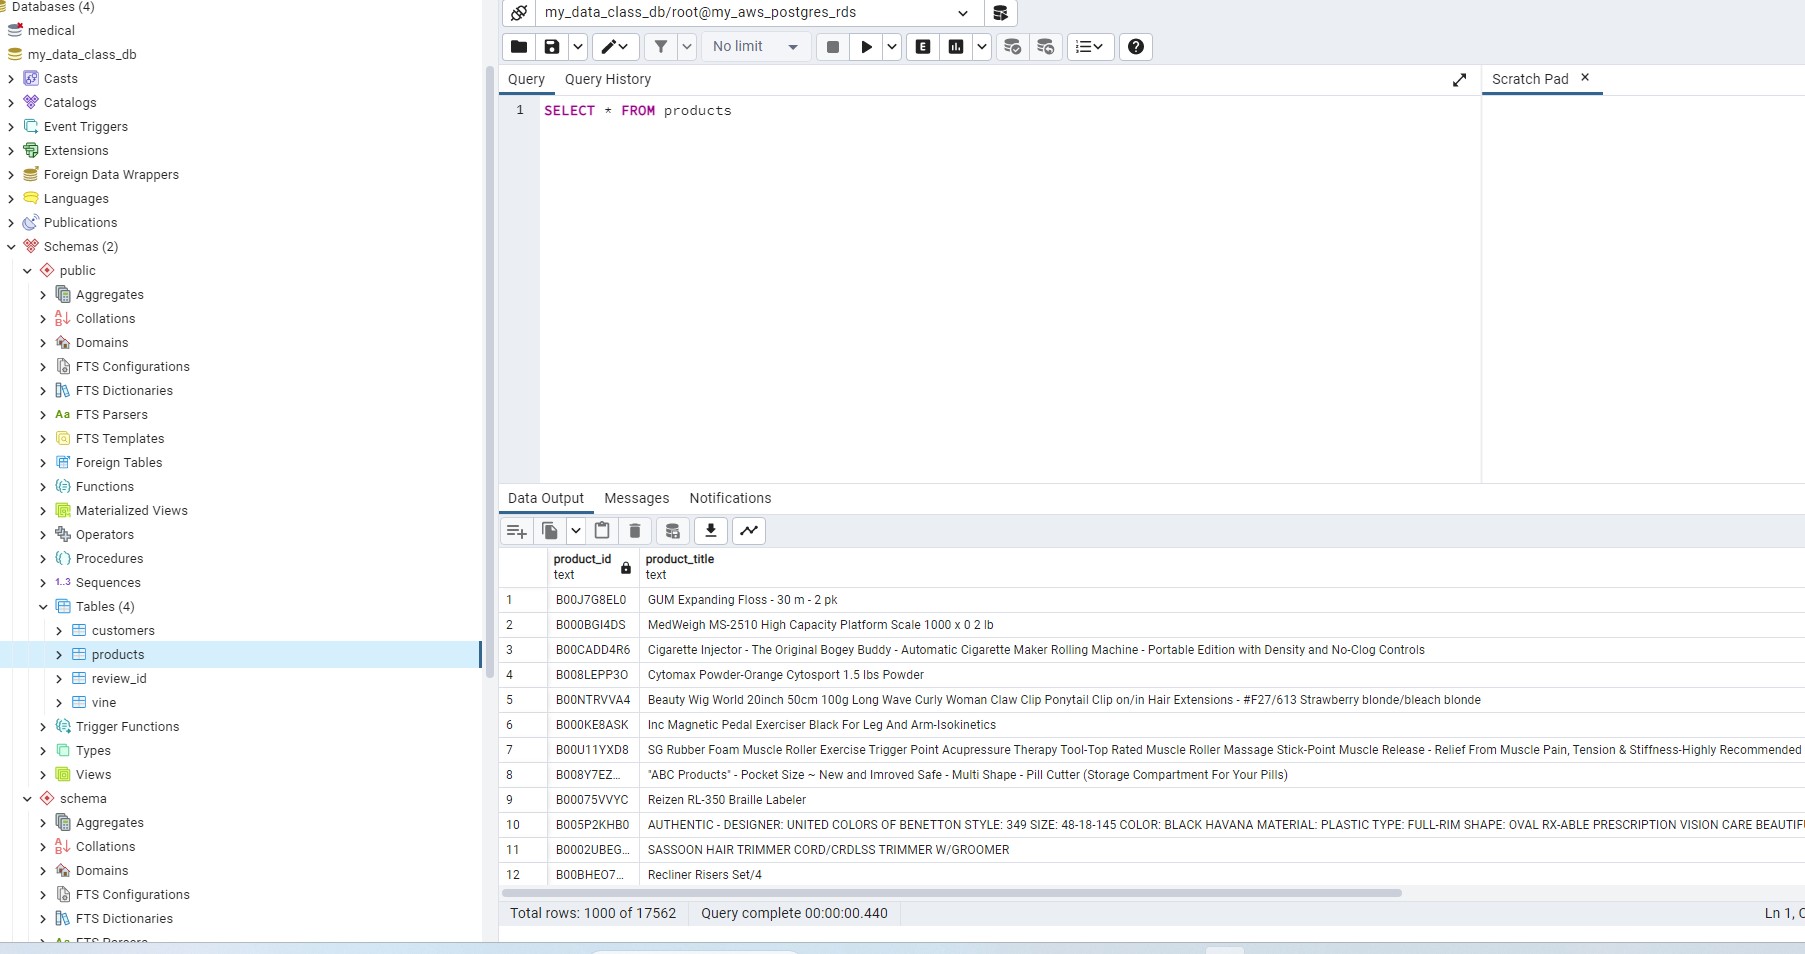 Databases (4)
medical
my_data_class_db
Casts
Catalogs
Event Triggers
Extensions
Foreign Data Wrappers
Languages
Publications
Schemas (2)
public
Aggregates
Collations
Domains
FTS Configurations
FTS Dictionaries
Aa FTS Parsers
FTS Templates
Foreign Tables
Functions
Materialized Views
Operators
Procedures
1..3 Sequences
Tables (4)
customers
products
review_id
vine
Trigger Functions
Types
Views
schema
Aggregates
Collations
Domains
FTS Configurations
FTS Dictionaries
Aa FTS Parsers
my_data_class_db/root@my_aws_postgres_rds
No limit
E
Query Query History
Scratch Pad
1 SELECT * FROM products
Data Output Messages Notifications
product_id product_title
text text
1 B00J7G8EL0 GUM Expanding Floss - 30 m - 2 pk
2 B000BGI4DS MedWeigh MS-2510 High Capacity Platform Scale 1000 x 0 2 lb
3 B00CADD4R6 Cigarette Injector - The Original Bogey Buddy - Automatic Cigarette Maker Rolling Machine - Portable Edition with Density and No-Clog Controls
4 B008LEPP3O Cytomax Powder-Orange Cytosport 1.5 lbs Powder
5 B00NTRVVA4 Beauty Wig World 20inch 50cm 100g Long Wave Curly Woman Claw Clip Ponytail Clip on/in Hair Extensions - #F27/613 Strawberry blonde/bleach blonde
6 B000KE8ASK Inc Magnetic Pedal Exerciser Black For Leg And Arm-Isokinetics
7 B00U11YXD8 SG Rubber Foam Muscle Roller Exercise Trigger Point Acupressure Therapy Tool-Top Rated Muscle Roller Massage Stick-Point Muscle Release - Relief From Muscle Pain, Tension & Stiffness-Highly Recommended
8 B008Y7EZ... "ABC Products" - Pocket Size ~ New and Imroved Safe - Multi Shape - Pill Cutter (Storage Compartment For Your Pills)
9 B00075VVYC Reizen RL-350 Braille Labeler
10 B005P2KHB0 AUTHENTIC - DESIGNER: UNITED COLORS OF BENETTON STYLE: 349 SIZE: 48-18-145 COLOR: BLACK HAVANA MATERIAL: PLASTIC TYPE: FULL-RIM SHAPE: OVAL RX-ABLE PRESCRIPTION VISION CARE BEAUTIF
11 B0002UBEG... SASSOON HAIR TRIMMER CORD/CRDLSS TRIMMER W/GROOMER
12 B00BHEO7... Recliner Risers Set/4
Total rows: 1000 of 17562 Query complete 00:00:00.440
Ln 1, C